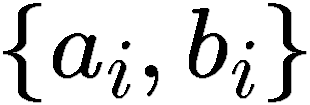 {a_i, b_i}